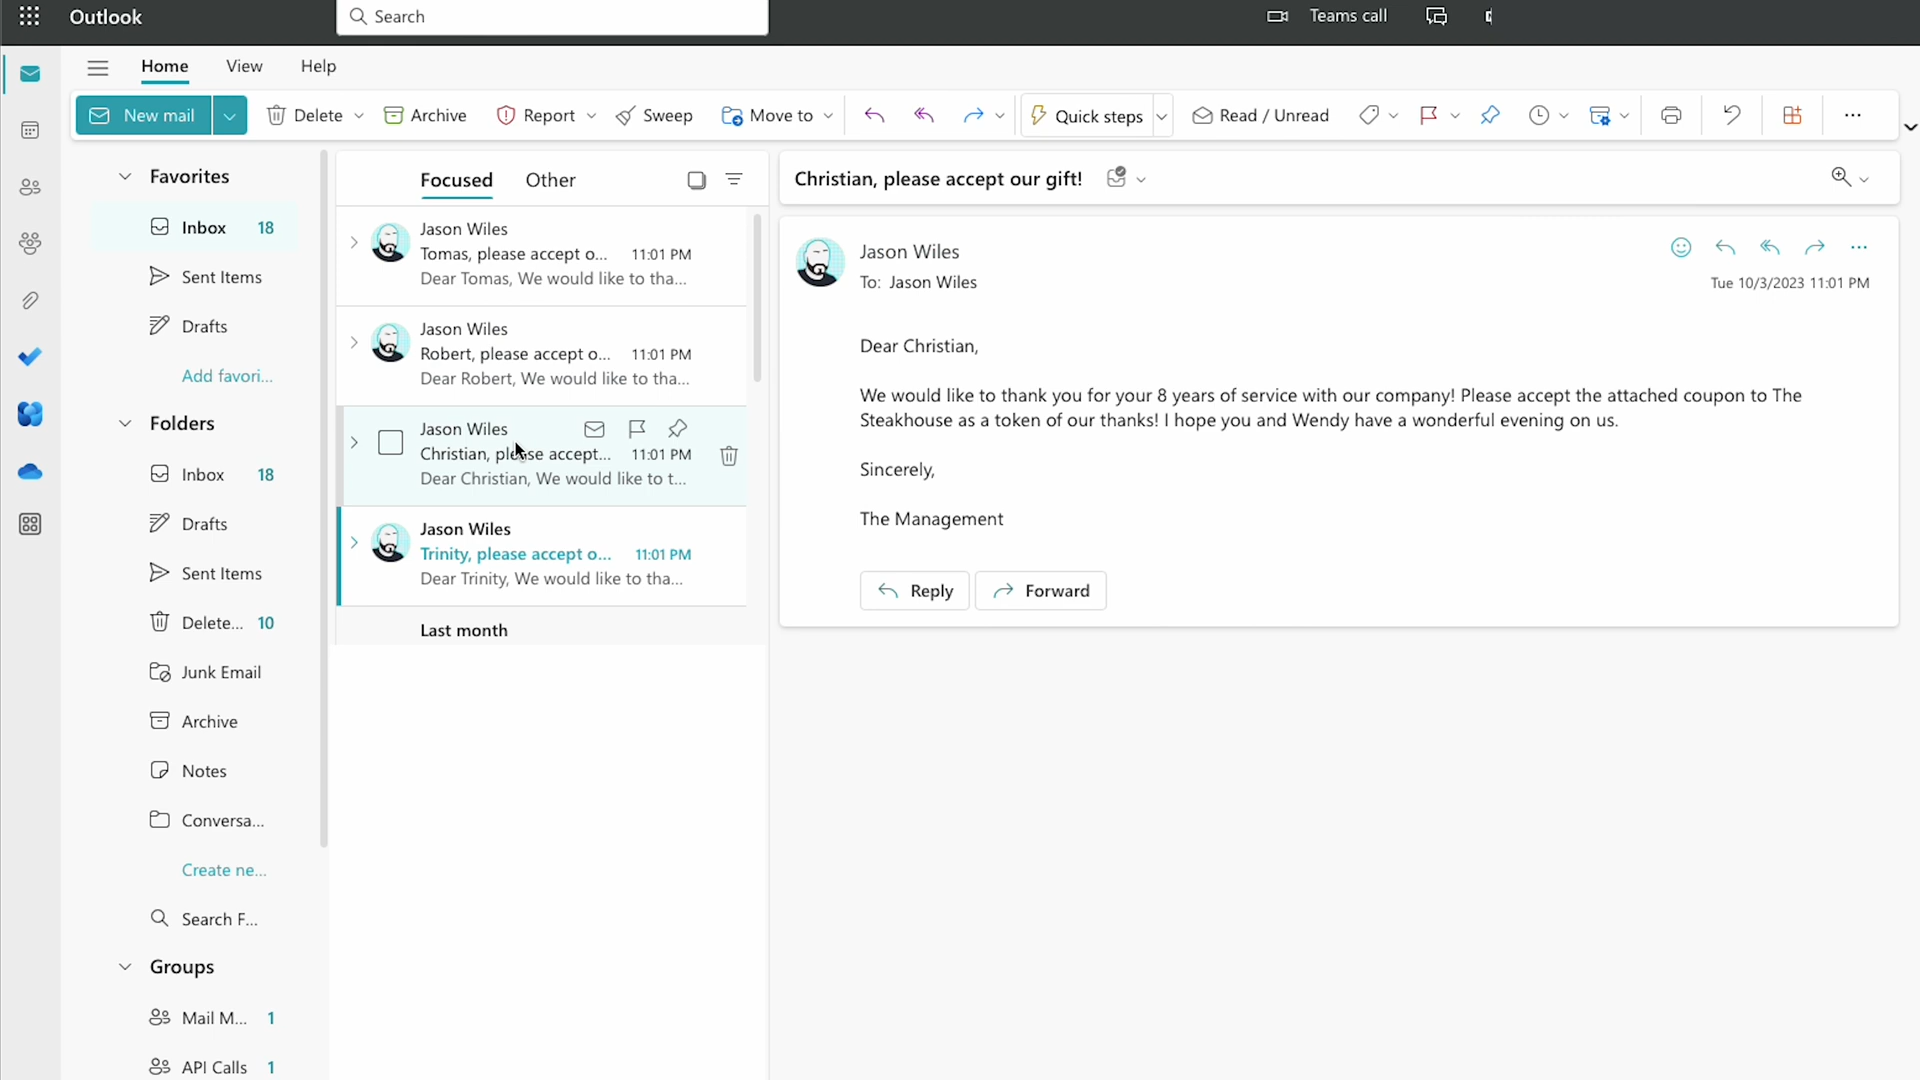 Outlook
Search
Teams call
Home
View
Help
New mail
Delete
Archive
Report
Sweep
Move to
Quick steps
Read / Unread
Favorites
Inbox 18
Sent Items
Drafts
Add favori...
Folders
Inbox 18
Drafts
Sent Items
Delete... 10
Junk Email
Archive
Notes
Conversa...
Create ne...
Search F...
Groups
Mail M... 1
API Calls 1
Focused
Other
Jason Wiles
Tomas, please accept o... 11:01 PM
Dear Tomas, We would like to tha...
Jason Wiles
Robert, please accept o... 11:01 PM
Dear Robert, We would like to tha...
Jason Wiles
Christian, please accept... 11:01 PM
Dear Christian, We would like to t...
Jason Wiles
Trinity, please accept o... 11:01 PM
Dear Trinity, We would like to tha...
Last month
Christian, please accept our gift!
Jason Wiles
To: Jason Wiles
Tue 10/3/2023 11:01 PM
Dear Christian,
We would like to thank you for your 8 years of service with our company! Please accept the attached coupon to The
Steakhouse as a token of our thanks! I hope you and Wendy have a wonderful evening on us.
Sincerely,
The Management
Reply
Forward